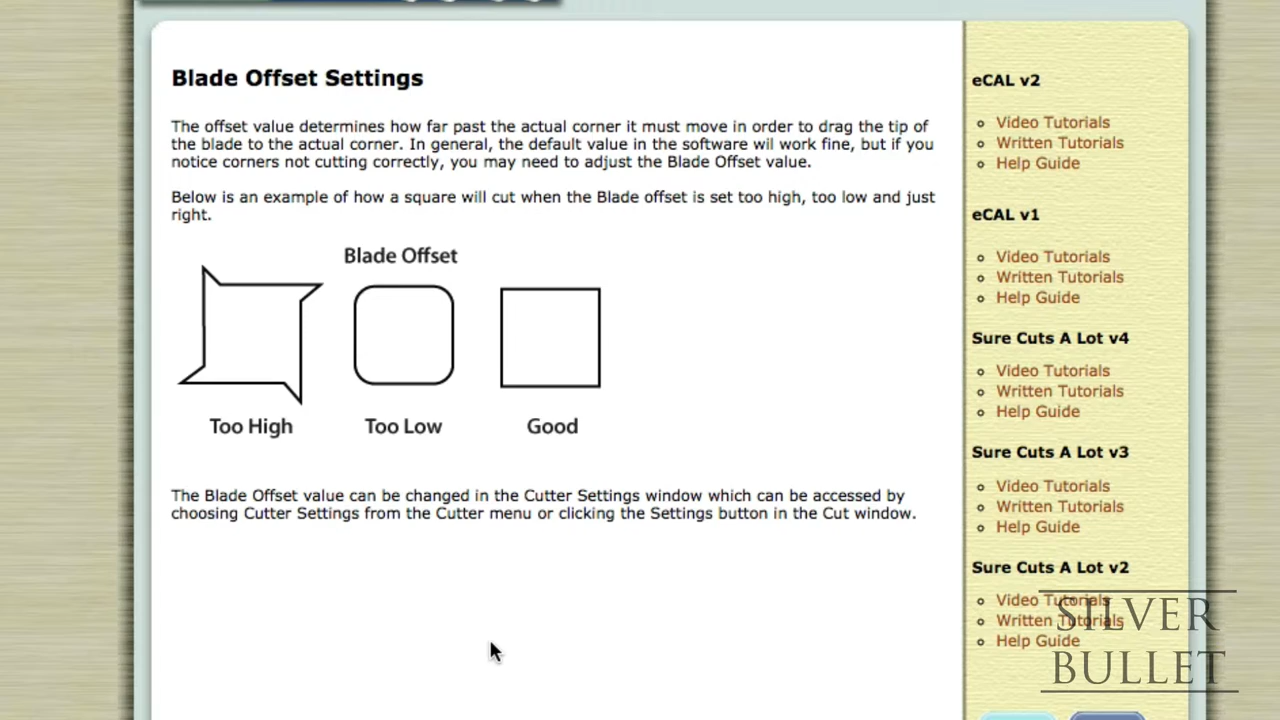 Blade Offset Settings
The offset value determines how far past the actual corner it must move in order to drag the tip of
the blade to the actual corner. In general, the default value in the software wil work fine, but if you
notice corners not cutting correctly, you may need to adjust the Blade Offset value.
Below is an example of how a square will cut when the Blade offset is set too high, too low and just
right.
Blade Offset
Too High
Too Low
Good
The Blade Offset value can be changed in the Cutter Settings window which can be accessed by
choosing Cutter Settings from the Cutter menu or clicking the Settings button in the Cut window.
eCAL v2
Video Tutorials
Written Tutorials
Help Guide
eCAL v1
Video Tutorials
Written Tutorials
Help Guide
Sure Cuts A Lot v4
Video Tutorials
Written Tutorials
Help Guide
Sure Cuts A Lot v3
Video Tutorials
Written Tutorials
Help Guide
Sure Cuts A Lot v2
Video Tutorials
Written Tutorials
Help Guide
SILVER
BULLET